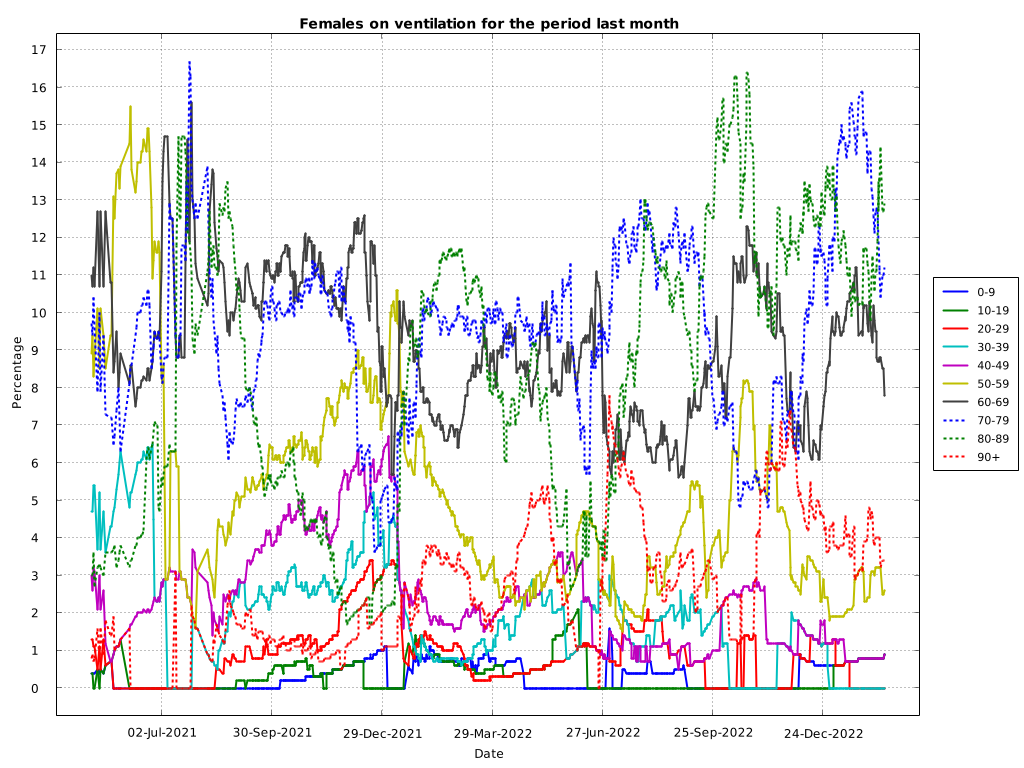 Females on ventilation for the period last month
Percentage
17
16
15
14
13
12
11
10
9
8
7
6
5
4
3
2
1
0
02-Jul-2021
30-Sep-2021
29-Dec-2021
29-Mar-2022
27-Jun-2022
25-Sep-2022
24-Dec-2022
Date
0-9
10-19
20-29
30-39
40-49
50-59
60-69
70-79
80-89
90+